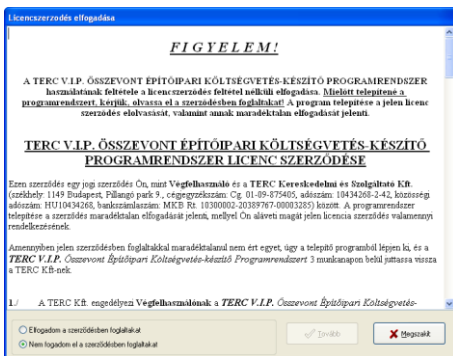 Licencszerzodés elfogadása
FIGYELEM!
A TERC V.I.P. ÖSSZEVONT ÉPÍTŐIPARI KÖLTSÉGVETÉS-KÉSZÍTŐ PROGRAMRENDSZER
használatának feltétele a licencszerződés feltétel nélküli elfogadása. Mielőtt telepítené a
programrendszert, kérjük, olvassa el a szerződésben foglaltakat! A program telepítése a jelen licenc
szerződés elolvasását, valamint annak maradéktalan elfogadását jelenti.
TERC V.I.P. ÖSSZEVONT ÉPÍTŐIPARI KÖLTSÉGVETÉS-KÉSZÍTŐ
PROGRAMRENDSZER LICENC SZERZŐDÉSE
Ezen szerződés egy jogi szerződés Ön, mint Végfelhasználó és a TERC Kereskedelmi és Szolgáltató Kft.
(székhely: 1149 Budapest, Pillangó park 9., cégjegyzékszám: Cg. 01-09-875405, adószám: 10434268-2-42, közösségi
adószám: HU10434268, bankszámlaszám: MKB Rt. 10300002-20389767-00003285) között. A programrendszer
telepítése a szerződés maradéktalan elfogadását jelenti, mellyel Ön aláveti magát jelen licencia szerződés valamennyi
rendelkezésének.
Amennyiben jelen szerződésben foglaltakkal maradéktalanul nem ért egyet, úgy a telepítő programból lépjen ki, és a
TERC V.I.P. Összevont Építőipari Költségvetés-készítő Programrendszert 3 munkanapon belül juttassa vissza
a TERC Kft-nek.
1./ A TERC Kft. engedélyezi Végfelhasználónak a TERC V.I.P. Összevont Építőipari Költségvetés-
Elfogadom a szerződésben foglaltakat
Nem fogadom el a szerződésben foglaltakat
Tovább
Megszakít